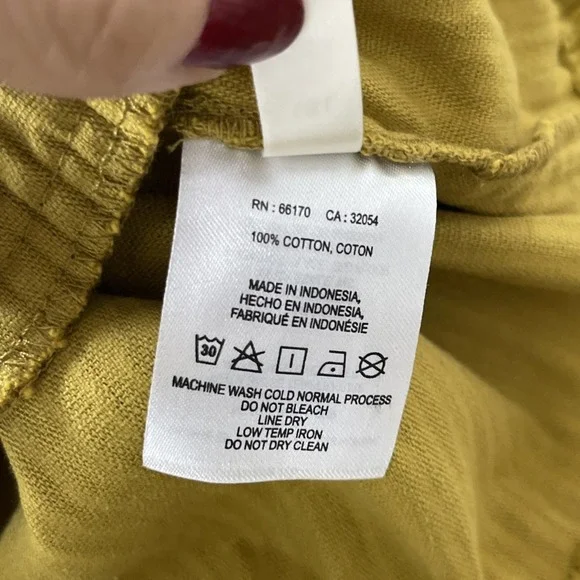 RN : 66170 CA : 32054
100% COTTON, COTON
MADE IN INDONESIA,
HECHO EN INDONESIA,
FABRIQUÉ EN INDONÉSIE
30
MACHINE WASH COLD NORMAL PROCESS
DO NOT BLEACH
LINE DRY
LOW TEMP IRON
DO NOT DRY CLEAN